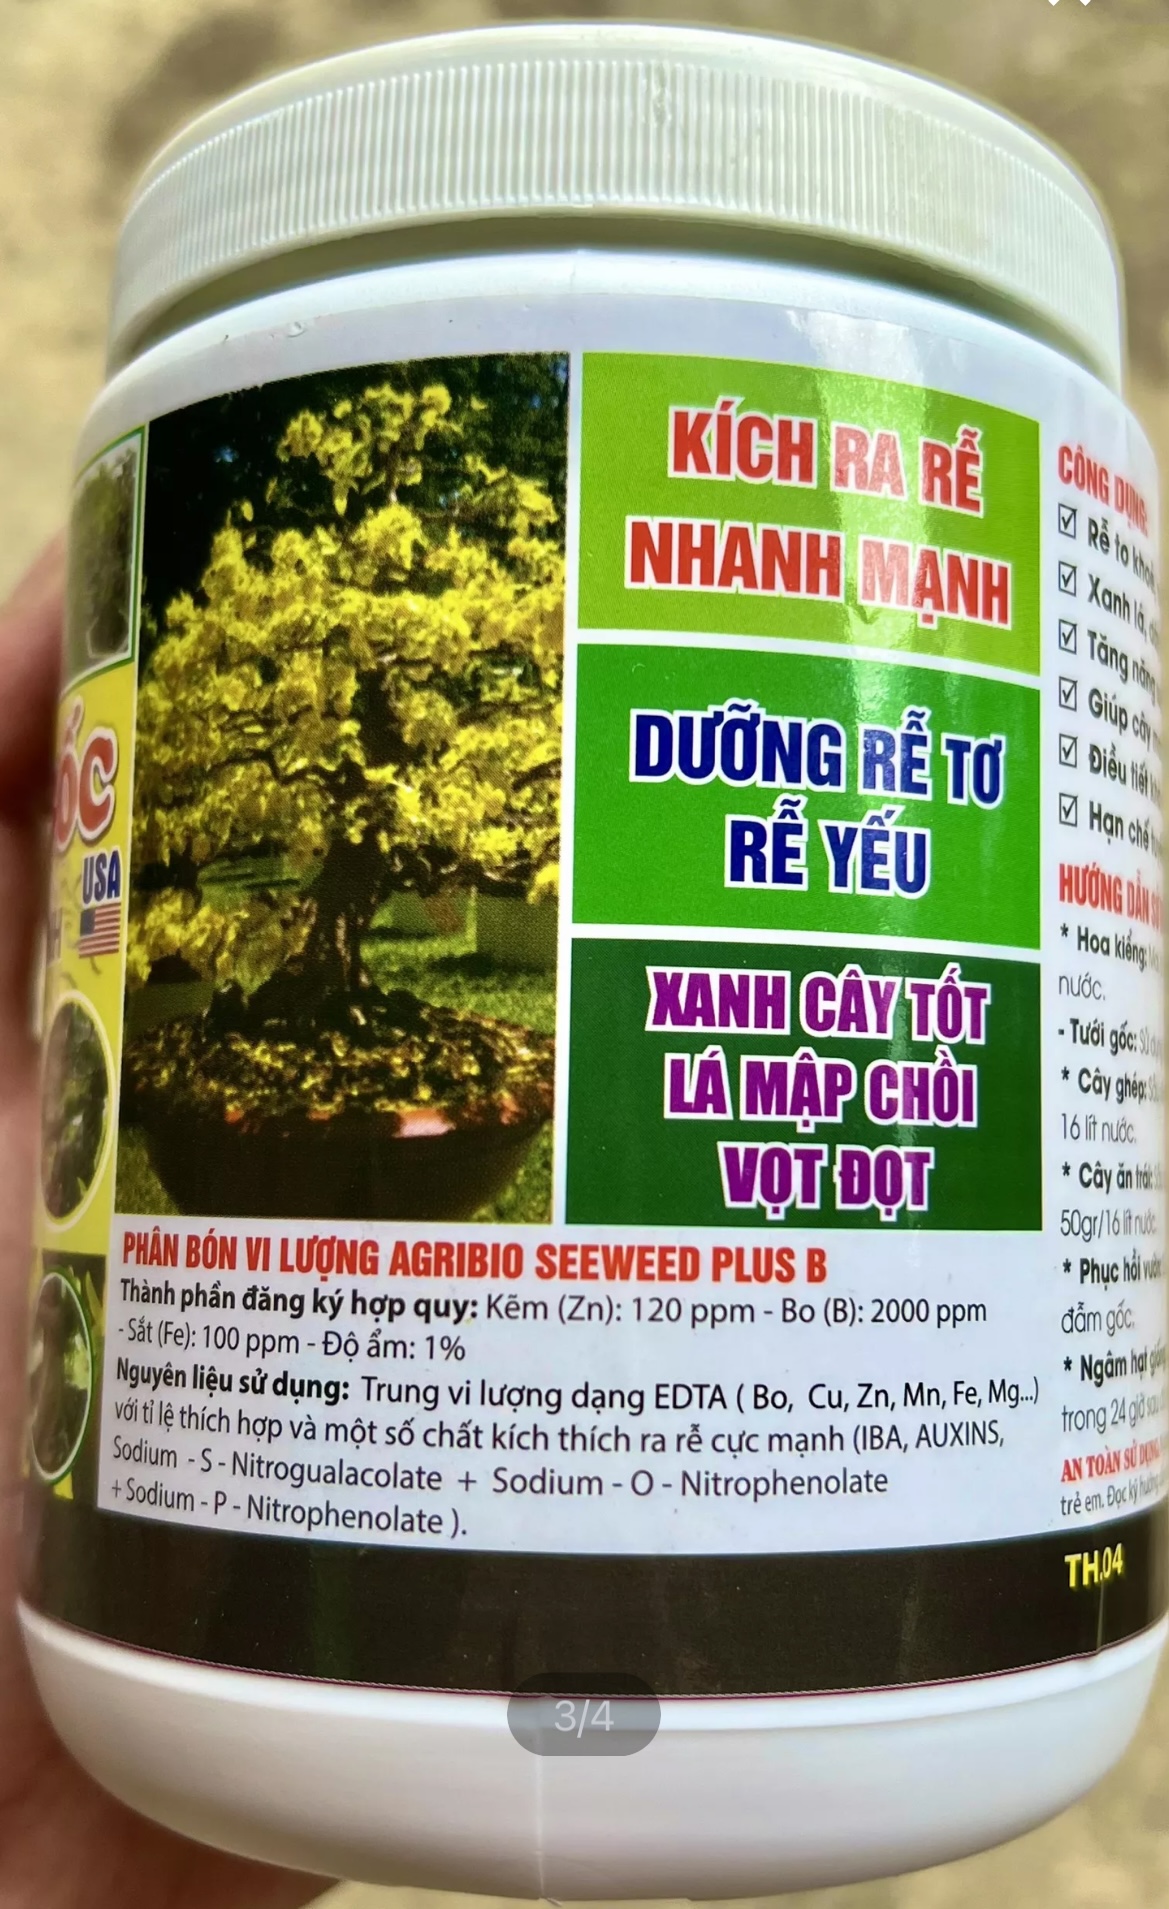 ỐC
USA
KÍCH RA RỄ
NHANH MẠNH
DƯỠNG RỄ TƠ
RỄ YẾU
XANH CÂY TỐT
LÁ MẬP CHỒI
VỌT ĐỌT
PHÂN BÓN VI LƯỢNG AGRIBIO SEEWEED PLUS B
Thành phần đăng ký hợp quy: Kẽm (Zn): 120 ppm - Bo (B): 2000 ppm
- Sắt (Fe): 100 ppm - Độ ẩm: 1%
Nguyên liệu sử dụng: Trung vi lượng dạng EDTA ( Bo, Cu, Zn, Mn, Fe, Mg...)
với tỉ lệ thích hợp và một số chất kích thích ra rễ cực mạnh (IBA, AUXINS,
Sodium - S - Nitrogualacolate + Sodium - O - Nitrophenolate
+ Sodium - P - Nitrophenolate ).
CÔNG DỤNG:
Rễ to khoẻ
Xanh lá,
Tăng năng
Giúp cây
Điều tiết
Hạn chế
HƯỚNG DẪN
* Hoa kiểng:
nước.
- Tưới gốc:
* Cây ghép:
16 lít nước.
* Cây ăn trái:
50gr/16 lít nước.
* Phục hồi vườn
đẫm gốc.
* Ngâm hạt giống
trong 24 giờ sau
AN TOÀN SỬ DỤNG
trẻ em. Đọc kỹ hướng
TH.04
3/4